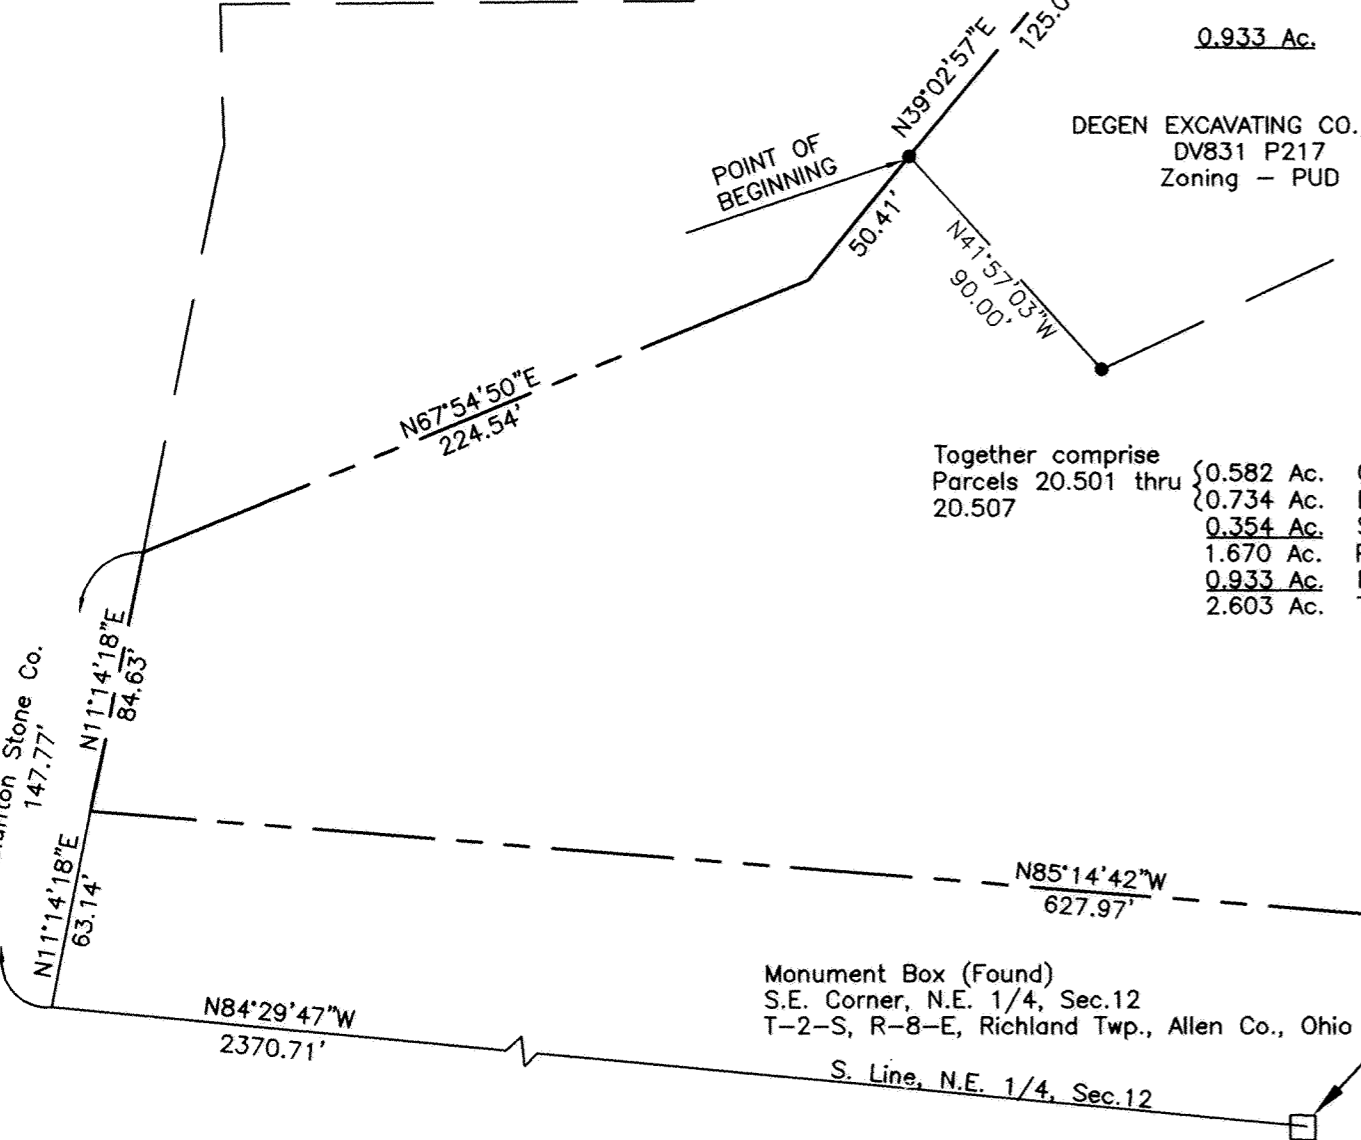 0.933 Ac.
N39°02'57"E
DEGEN EXCAVATING CO.
DV831 P217
Zoning – PUD
POINT OF
BEGINNING
50.41'
N41°57'03"W
90.00'
N67°54'50"E
224.54'
Together comprise
Parcels 20.501 thru
20.507
0.582 Ac.
0.734 Ac.
0.354 Ac.
1.670 Ac.
0.933 Ac.
2.603 Ac.
N11°14'18"E
84.63'
Stone Co.
147.77'
N11°14'18"E
63.14'
N85°14'42"W
627.97'
N84°29'47"W
2370.71'
Monument Box (Found)
S.E. Corner, N.E. 1/4, Sec.12
T-2-S, R-8-E, Richland Twp., Allen Co., Ohio
S. Line, N.E. 1/4, Sec.12